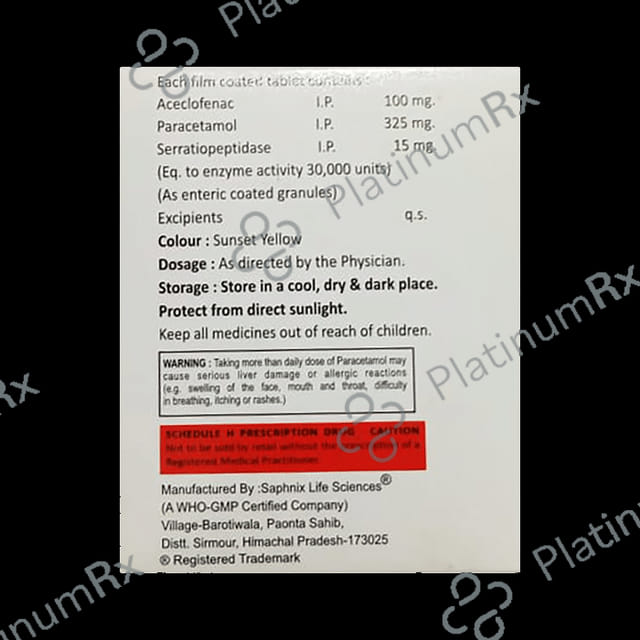 PlatinumRx
Each film coated tablet contains :
Aceclofenac I.P. 100 mg.
Paracetamol I.P. 325 mg.
Serratiopeptidase I.P. 15 mg.
(Eq. to enzyme activity 30,000 units)
(As enteric coated granules)
Excipients q.s.
Colour : Sunset Yellow
Dosage : As directed by the Physician.
Storage : Store in a cool, dry & dark place.
Protect from direct sunlight.
Keep all medicines out of reach of children.
WARNING : Taking more than daily dose of Paracetamol may
cause serious liver damage or allergic reactions
(e.g. swelling of the face, mouth and throat, difficulty
in breathing, itching or rashes.)
SCHEDULE H PRESCRIPTION DRUG CAUTION
Not to be sold by retail without the prescription of a
Registered Medical Practitioner.
Manufactured By :Saphnix Life Sciences®
(A WHO-GMP Certified Company)
Village-Barotiwala, Paonta Sahib,
Distt. Sirmour, Himachal Pradesh-173025
® Registered Trademark
PlatinumRx
PlatinumRx
Rx
PlatinumRx
Platin